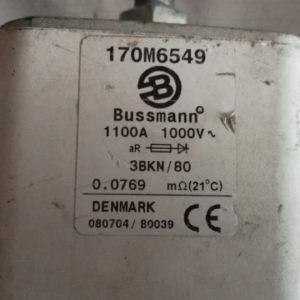 170M6549
B
Bussmann®
1100A 1000V~
aR
3BKN/80
0.0769 mΩ(21°C)
DENMARK CE
080704/ B0039